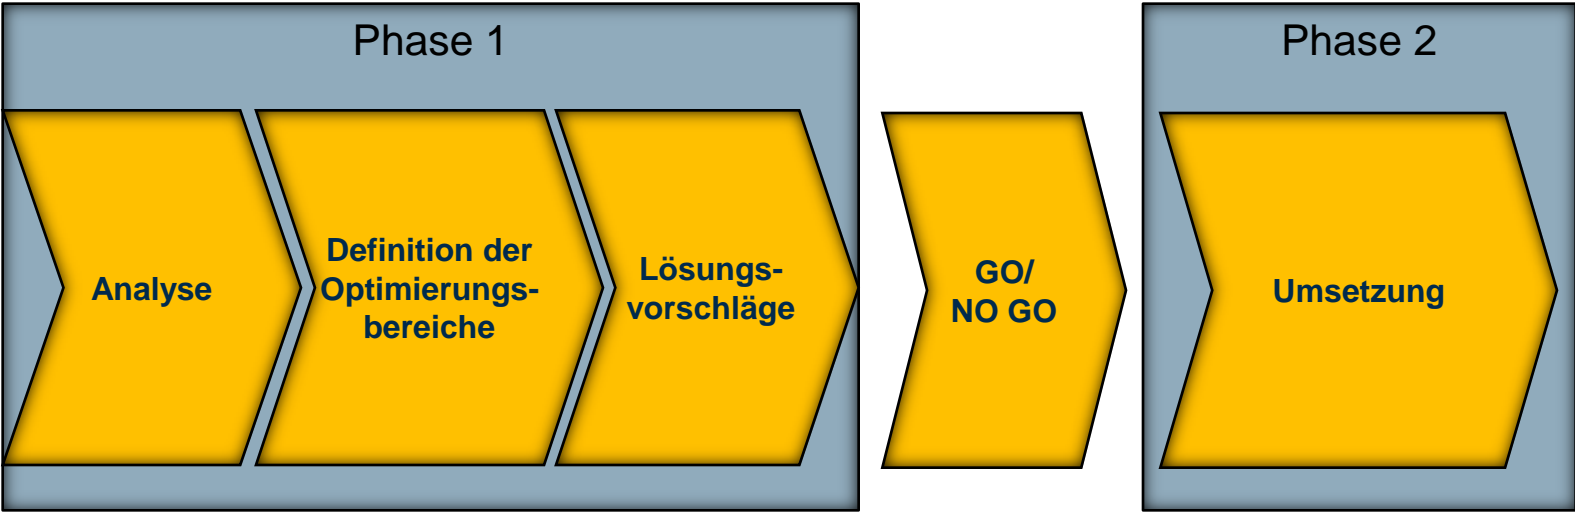 Phase 1
Analyse
Definition der
Optimierungs-
bereiche
Lösungs-
vorschläge
GO/
NO GO
Phase 2
Umsetzung